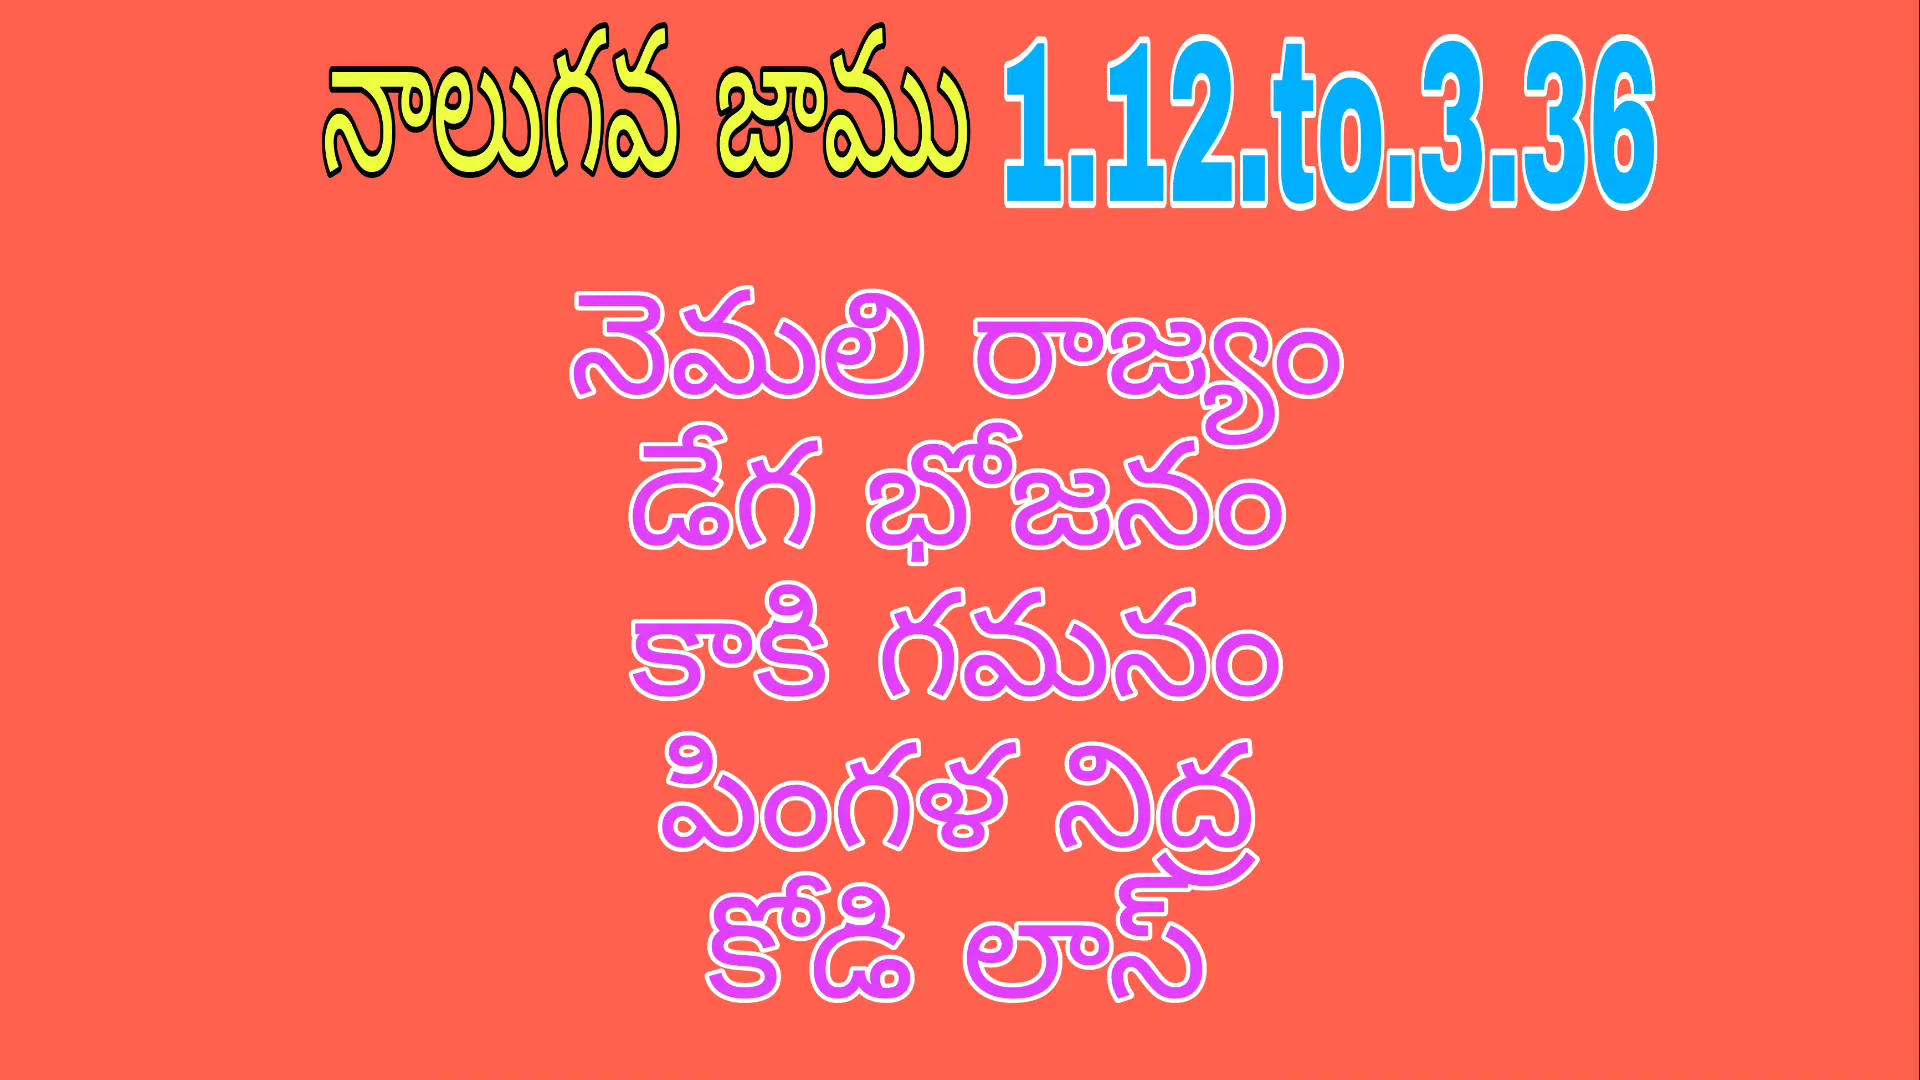 నాలుగవ జాము 1.12.to.3.36
నెమలి రాజ్యం
డేగ భోజనం
కాకి గమనం
పింగళ నిద్ర
కోడి లాస్